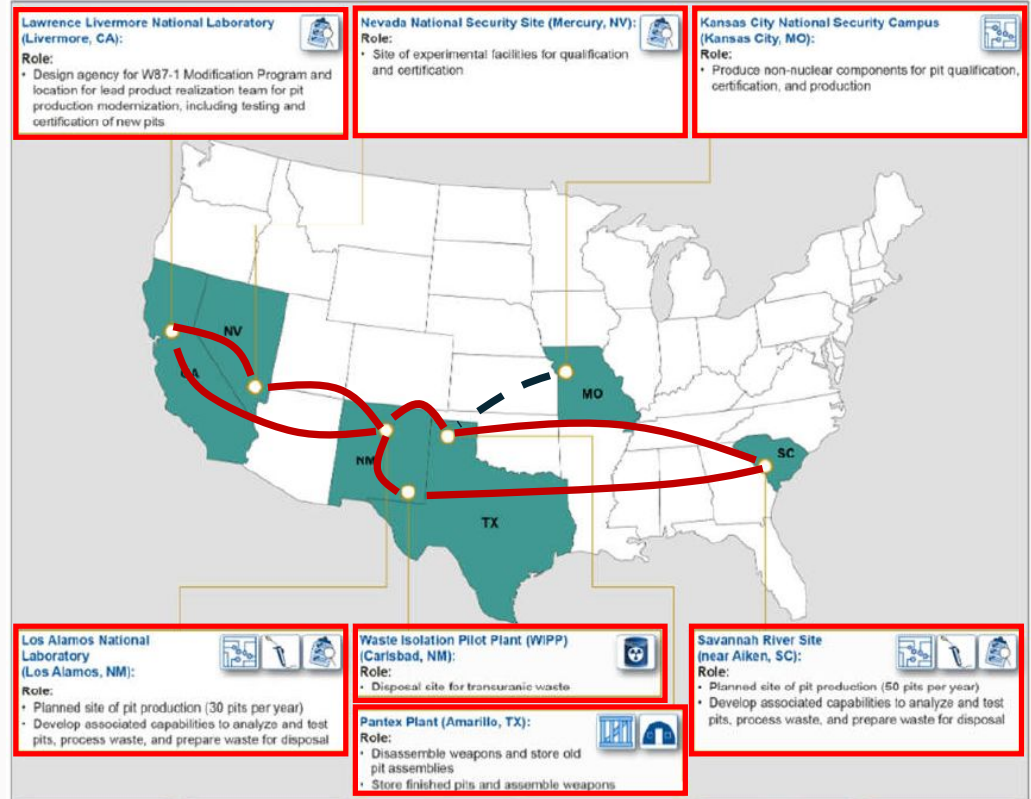 Lawrence Livermore National Laboratory
(Livermore, CA):
Role:
• Design agency for W87-1 Modification Program and
location for lead product realization team for pit
production modernization, including testing and
certification of new pits
Nevada National Security Site (Mercury, NV):
Role:
• Site of experimental facilities for qualification
and certification
Kansas City National Security Campus
(Kansas City, MO):
Role:
• Produce non-nuclear components for pit qualification,
certification, and production
NV
CA
MO
NM
SC
TX
Los Alamos National
Laboratory
(Los Alamos, NM):
Role:
• Planned site of pit production (30 pits per year)
• Develop associated capabilities to analyze and test
pits, process waste, and prepare waste for disposal
Waste Isolation Pilot Plant (WIPP)
(Carlsbad, NM):
Role:
• Disposal site for transuranic waste
Pantex Plant (Amarillo, TX):
Role:
• Disassemble weapons and store old
pit assemblies
• Store finished pits and assemble weapons
Savannah River Site
(near Aiken, SC):
Role:
• Planned site of pit production (50 pits per year)
• Develop associated capabilities to analyze and test
pits, process waste, and prepare waste for disposal